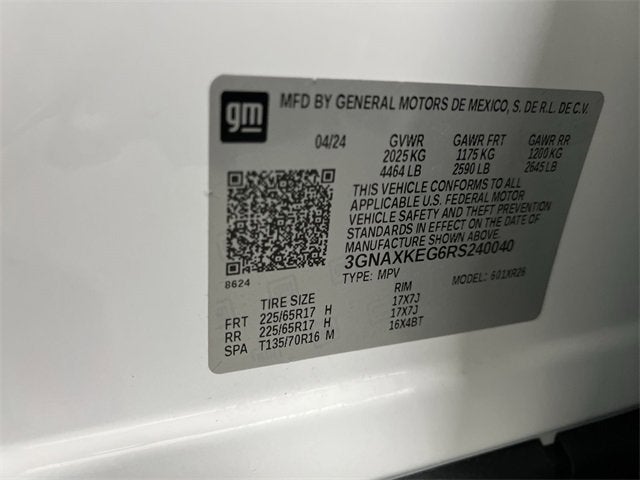 gm MFD BY GENERAL MOTORS DE MEXICO, S. DE R.L. DE C.V.
04/24 GVWR GAWR FRT GAWR RR
2025 KG 1175 KG 1200 KG
4464 LB 2590 LB 2645 LB
THIS VEHICLE CONFORMS TO ALL
APPLICABLE U.S. FEDERAL MOTOR
VEHICLE SAFETY AND THEFT PREVENTION
STANDARDS IN EFFECT ON THE DATE OF
MANUFACTURE SHOWN ABOVE.
3GNAXKEG6RS240040
8624 TYPE: MPV MODEL: 601XR26
TIRE SIZE RIM
FRT 225/65R17 H 17X7J
RR 225/65R17 H 17X7J
SPA T135/70R16 M 16X4BT